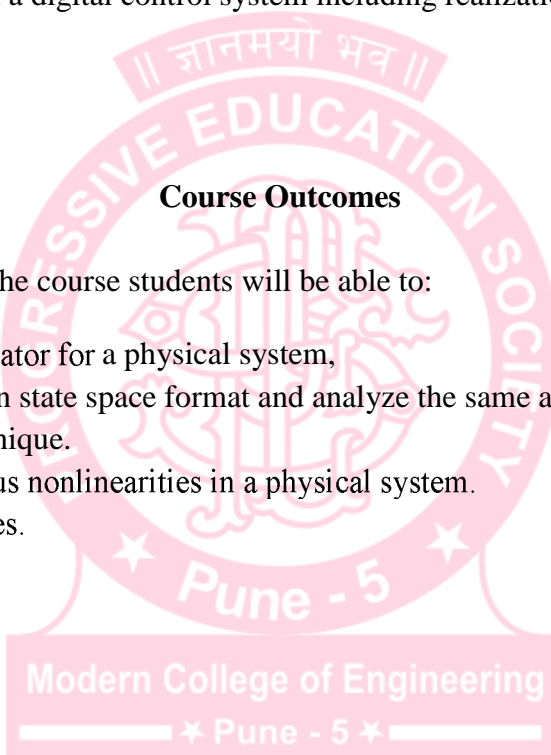 a digital control system including realizatio
|| ज्ञानमयो भव ||
PROGRESSIVE EDUCATION SOCIETY
Course Outcomes
he course students will be able to:
ator for a physical system,
n state space format and analyze the same a
nique.
us nonlinearities in a physical system.
es.
Pune - 5
Modern College of Engineering
Pune - 5